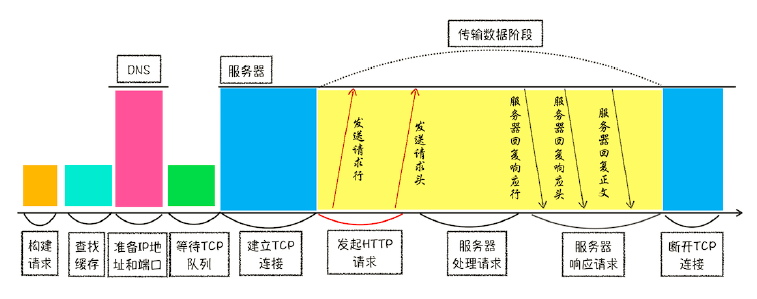 传输数据阶段
DNS
服务器
发送请求行
发送请求头
服务器回复响应行
服务器回复响应头
服务器回复正文
构建
请求
查找
缓存
准备IP地
址和端口
等待TCP
队列
建立TCP
连接
发起HTTP
请求
服务器
处理请求
服务器
响应请求
断开TCP
连接